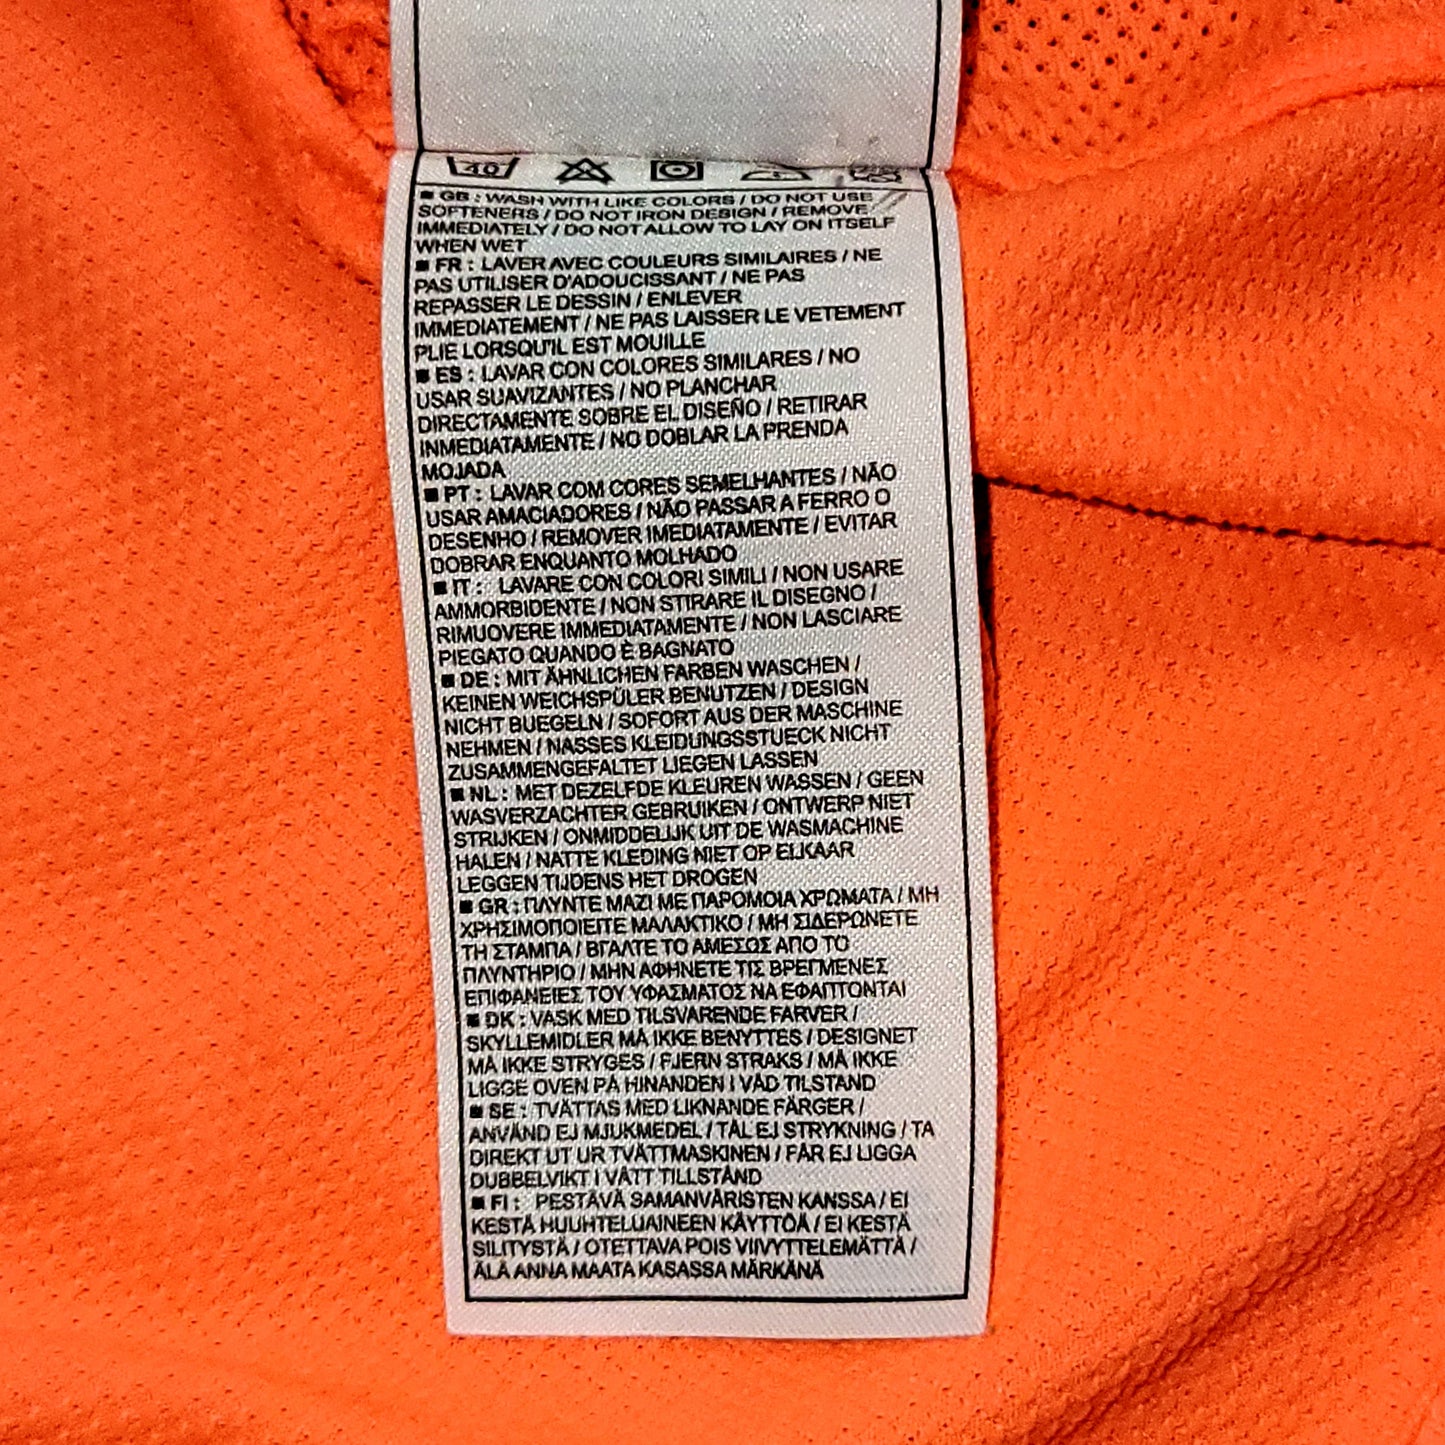 40
■ GB : WASH WITH LIKE COLORS / DO NOT USE
SOFTENERS / DO NOT IRON DESIGN / REMOVE
IMMEDIATELY / DO NOT ALLOW TO LAY ON ITSELF
WHEN WET
■ FR : LAVER AVEC COULEURS SIMILAIRES / NE
PAS UTILISER D'ADOUCISSANT / NE PAS
REPASSER LE DESSIN / ENLEVER
IMMEDIATEMENT / NE PAS LAISSER LE VETEMENT
PLIE LORSQU'IL EST MOUILLE
■ ES : LAVAR CON COLORES SIMILARES / NO
USAR SUAVIZANTES / NO PLANCHAR
DIRECTAMENTE SOBRE EL DISEÑO / RETIRAR
INMEDIATAMENTE / NO DOBLAR LA PRENDA
MOJADA
■ PT : LAVAR COM CORES SEMELHANTES / NÃO
USAR AMACIADORES / NÃO PASSAR A FERRO O
DESENHO / REMOVER IMEDIATAMENTE / EVITAR
DOBRAR ENQUANTO MOLHADO
■ IT : LAVARE CON COLORI SIMILI / NON USARE
AMMORBIDENTE / NON STIRARE IL DISEGNO /
RIMUOVERE IMMEDIATAMENTE / NON LASCIARE
PIEGATO QUANDO È BAGNATO
■ DE : MIT ÄHNLICHEN FARBEN WASCHEN /
KEINEN WEICHSPÜLER BENUTZEN / DESIGN
NICHT BUEGELN / SOFORT AUS DER MASCHINE
NEHMEN / NASSES KLEIDUNGSSTUECK NICHT
ZUSAMMENGEFALTET LIEGEN LASSEN
■ NL : MET DEZELFDE KLEUREN WASSEN / GEEN
WASVERZACHTER GEBRUIKEN / ONTWERP NIET
STRIJKEN / ONMIDDELIJK UIT DE WASMACHINE
HALEN / NATTE KLEDING NIET OP ELKAAR
LEGGEN TIJDENS HET DROGEN
■ GR : ΠΛΥΝΤΕ ΜΑΖΙ ΜΕ ΠΑΡΟΜΟΙΑ ΧΡΩΜΑΤΑ / ΜΗ
ΧΡΗΣΙΜΟΠΟΙΕΙΤΕ ΜΑΛΑΚΤΙΚΟ / ΜΗ ΣΙΔΕΡΩΝΕΤΕ
ΤΗ ΣΤΑΜΠΑ / ΒΓΑΛΤΕ ΤΟ ΑΜΕΣΩΣ ΑΠΟ ΤΟ
ΠΛΥΝΤΗΡΙΟ / ΜΗΝ ΑΦΗΝΕΤΕ ΤΙΣ ΒΡΕΓΜΕΝΕΣ
ΕΠΙΦΑΝΕΙΕΣ ΤΟΥ ΥΦΑΣΜΑΤΟΣ ΝΑ ΕΦΑΠΤΟΝΤΑΙ
■ DK : VASK MED TILSVARENDE FARVER /
SKYLLEMIDLER MÅ IKKE BENYTTES / DESIGNET
MÅ IKKE STRYGES / FJERN STRAKS / MÅ IKKE
LIGGE OVEN PÅ HINANDEN I VÅD TILSTAND
■ SE : TVÄTTAS MED LIKNANDE FÄRGER /
ANVÄND EJ MJUKMEDEL / TÅL EJ STRYKNING / TA
DIREKT UT UR TVÄTTMASKINEN / FÅR EJ LIGGA
DUBBELVIKT I VÅTT TILLSTÅND
■ FI : PESTÄVÄ SAMANVÄRISTEN KANSSA / EI
KESTÄ HUUHTELUAINEEN KÄYTTÖÄ / EI KESTÄ
SILITYSTÄ / OTETTAVA POIS VIIVYTTELEMÄTTÄ /
ÄLÄ ANNA MAATA KASASSA MÄRKÄNÄ